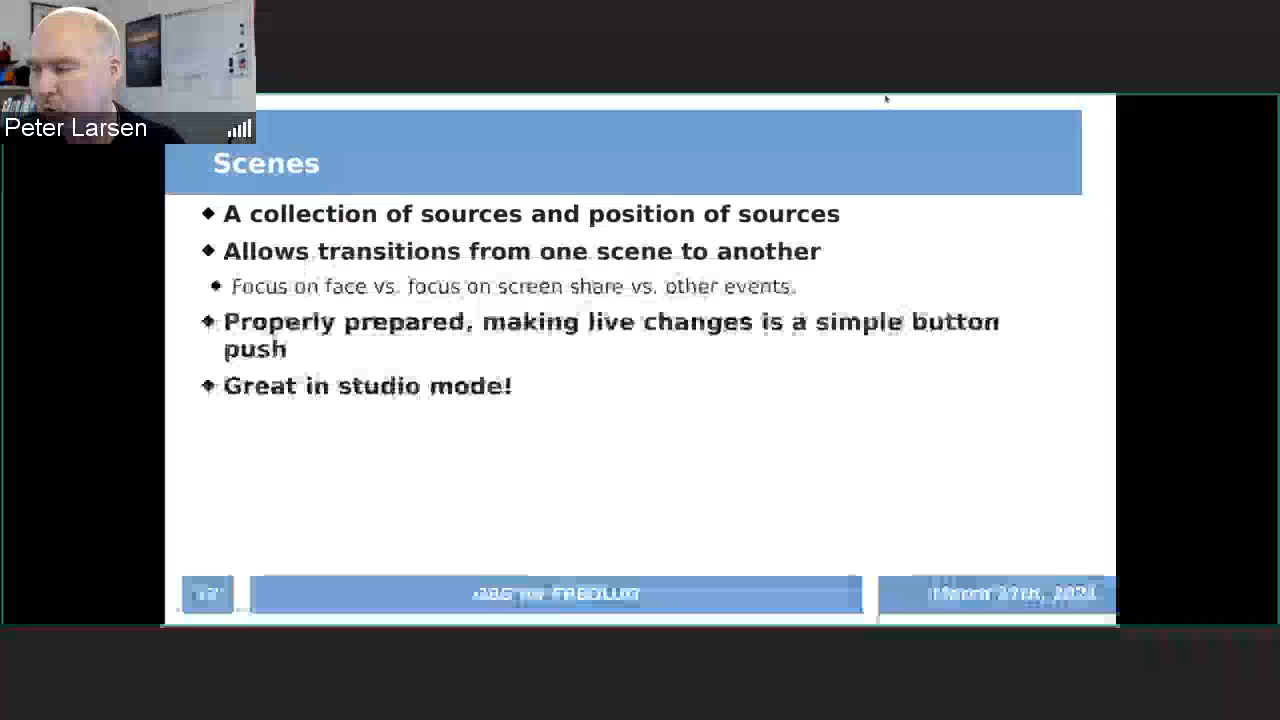 Peter Larsen
Scenes
A collection of sources and position of sources
Allows transitions from one scene to another
Focus on face vs. focus on screen share vs. other events.
Properly prepared, making live changes is a simple button
push
Great in studio mode!